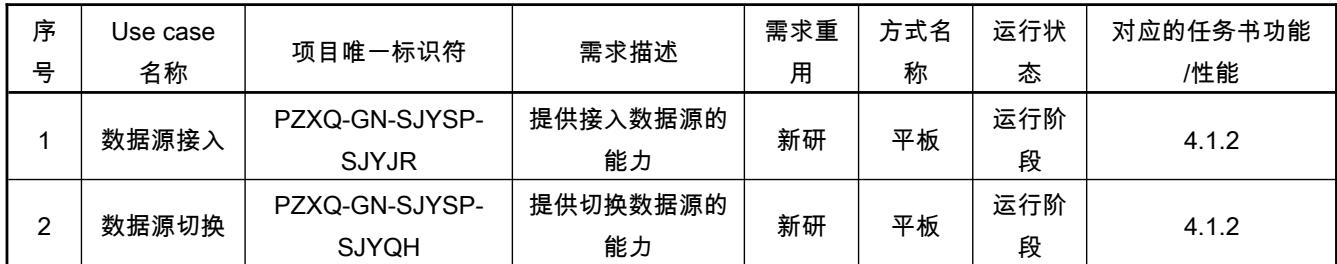 序号 Use case 名称 项目唯一标识符 需求描述 需求重用 方式名称 运行状态 对应的任务书功能/性能
1 数据源接入 PZXQ-GN-SJYSP-SJYJR 提供接入数据源的能力 新研 平板 运行阶段 4.1.2
2 数据源切换 PZXQ-GN-SJYSP-SJYQH 提供切换数据源的能力 新研 平板 运行阶段 4.1.2